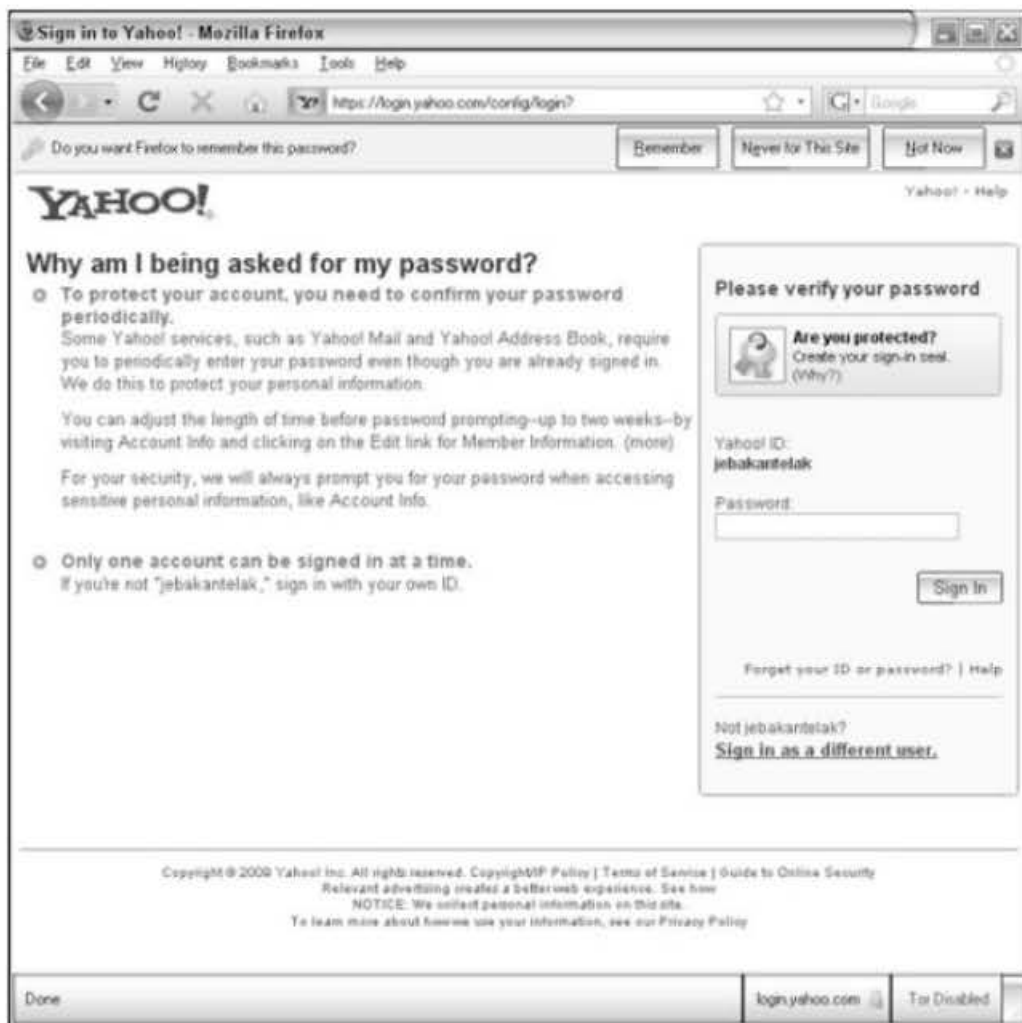 Sign in to Yahoo! - Mozilla Firefox
File Edit View History Bookmarks Tools Help
https://login.yahoo.com/config/login?
Google
Do you want Firefox to remember this password?
Remember
Never for This Site
Not Now
YAHOO!
Yahoo! - Help
Why am I being asked for my password?
To protect your account, you need to confirm your password
periodically.
Some Yahoo! services, such as Yahoo! Mail and Yahoo! Address Book, require
you to periodically enter your password even though you are already signed in.
We do this to protect your personal information.
You can adjust the length of time before password prompting--up to two weeks--by
visiting Account Info and clicking on the Edit link for Member Information. (more)
For your security, we will always prompt you for your password when accessing
sensitive personal information, like Account Info.
Only one account can be signed in at a time.
If you're not "jebakantelak," sign in with your own ID.
Please verify your password
Are you protected?
Create your sign-in seal.
(Why?)
Yahoo! ID:
jebakantelak
Password:
Sign In
Forget your ID or password? | Help
Not jebakantelak?
Sign in as a different user.
Copyright © 2008 Yahoo! Inc. All rights reserved. Copyright/IP Policy | Terms of Service | Guide to Online Security
Relevant advertising creates a better web experience. See how
NOTICE: We collect personal information on this site.
To learn more about how we use your information, see our Privacy Policy
Done
login.yahoo.com
Tor Disabled